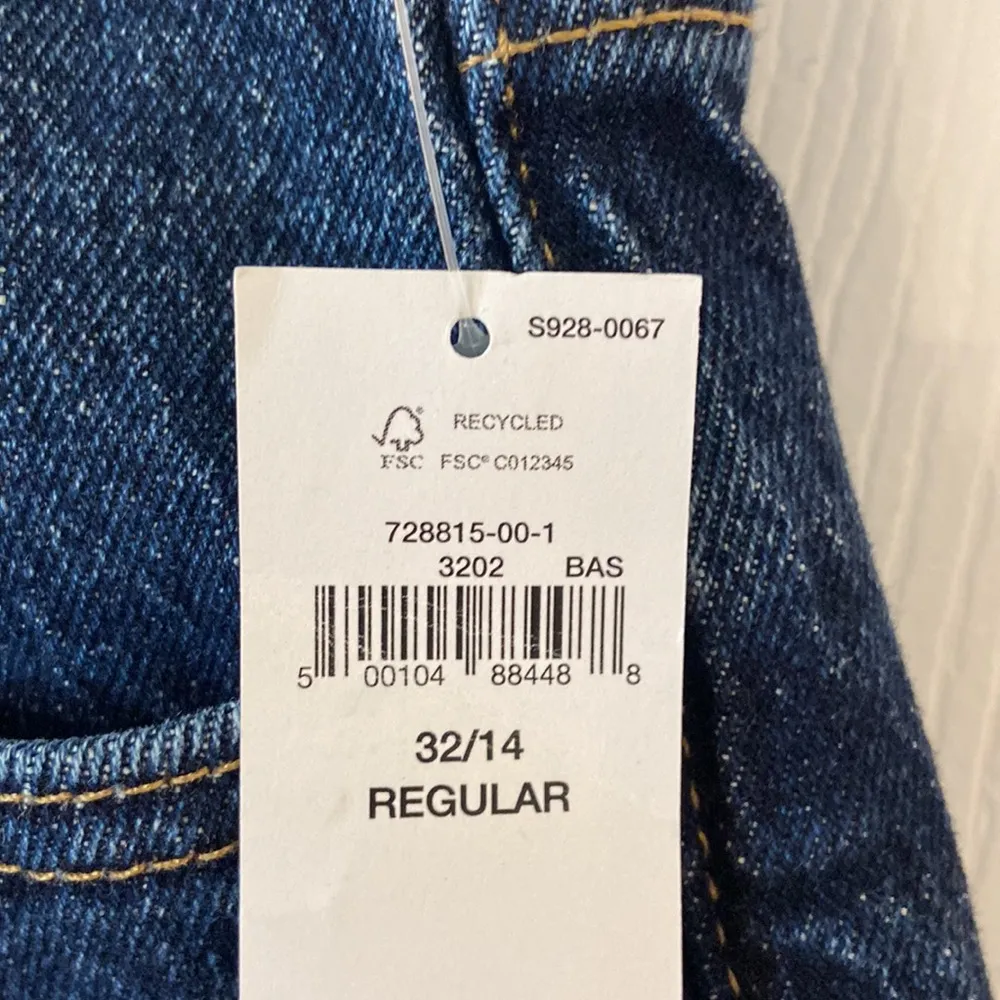 S928-0067
RECYCLED
FSC FSC® C012345
728815-00-1
3202 BAS
5 00104 88448 8
32/14
REGULAR